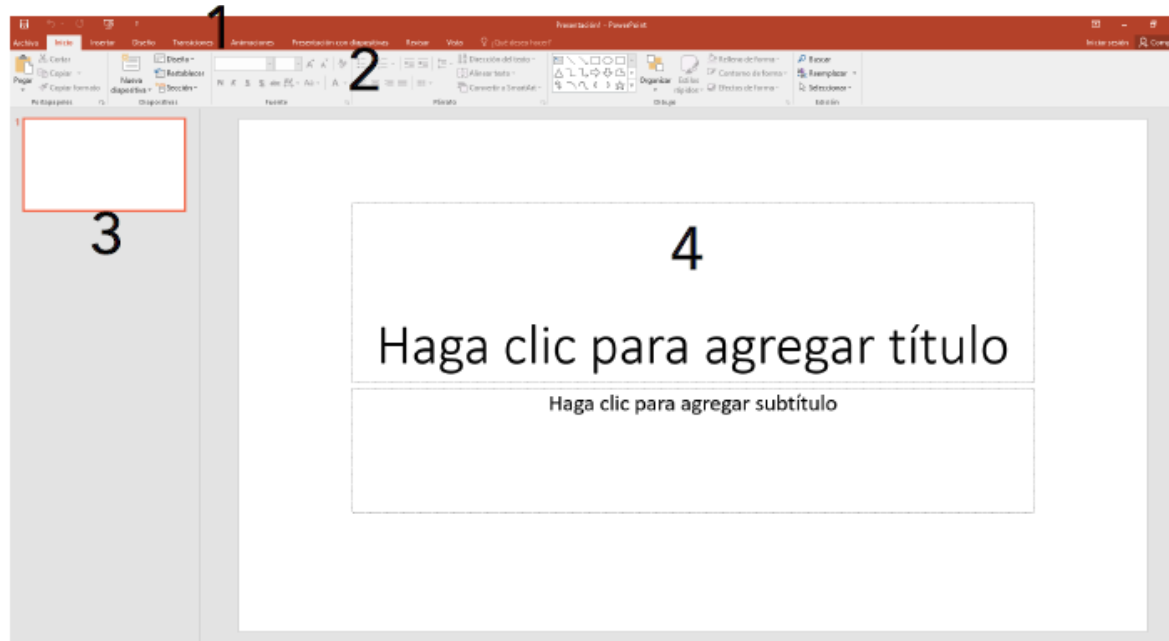 1
Presentación1 - PowerPoint
Archivo Inicio Insertar Diseño Transiciones Animaciones Presentación con diapositivas Revisar Vista ¿Qué desea hacer?
Iniciar sesión
2
Pegar
Cortar
Copiar
Copiar formato
Portapapeles
Nueva
diapositiva
Diseño
Restablecer
Sección
Diapositivas
N K S S abc
Aa A
Fuente
Dirección del texto
Alinear texto
Convertir a SmartArt
Párrafo
Organizar
Estilos
rápidos
Relleno de forma
Contorno de forma
Efectos de forma
Dibujo
Buscar
Reemplazar
Seleccionar
Edición
1
3
4
Haga clic para agregar título
Haga clic para agregar subtítulo